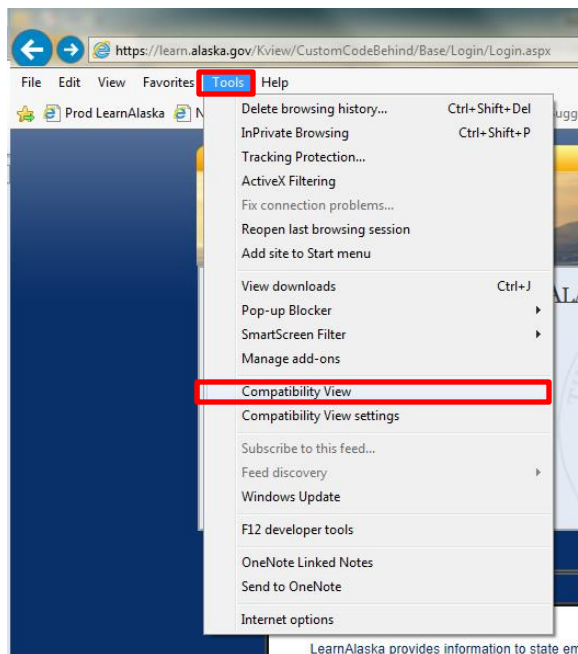 https://learn.alaska.gov/Kview/CustomCodeBehind/Base/Login/Login.aspx
File Edit View Favorites Tools Help
Prod LearnAlaska
Delete browsing history... Ctrl+Shift+Del
InPrivate Browsing Ctrl+Shift+P
Tracking Protection...
ActiveX Filtering
Fix connection problems...
Reopen last browsing session
Add site to Start menu
View downloads Ctrl+J
Pop-up Blocker
SmartScreen Filter
Manage add-ons
Compatibility View
Compatibility View settings
Subscribe to this feed...
Feed discovery
Windows Update
F12 developer tools
OneNote Linked Notes
Send to OneNote
Internet options
LearnAlaska provides information to state em